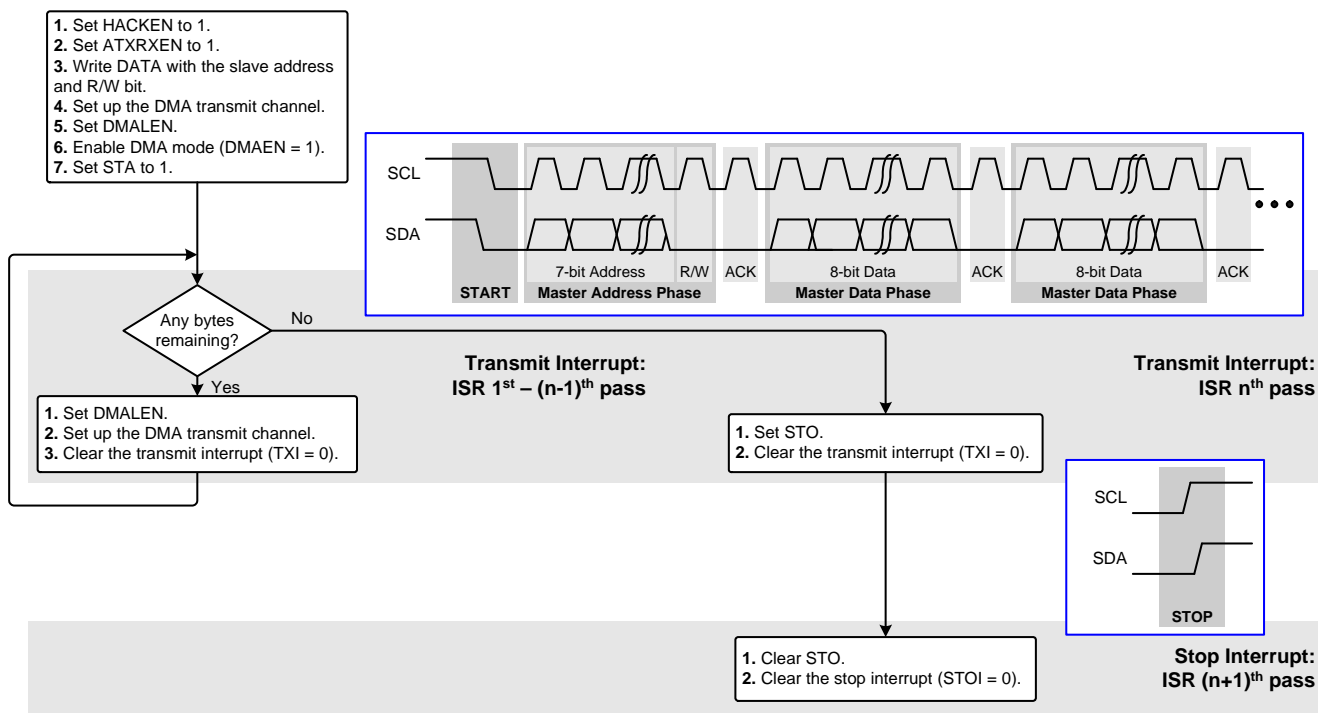 1. Set HACKEN to 1.
2. Set ATXRXEN to 1.
3. Write DATA with the slave address
and R/W bit.
4. Set up the DMA transmit channel.
5. Set DMALEN.
6. Enable DMA mode (DMAEN = 1).
7. Set STA to 1.
SCL
SDA
7-bit Address
R/W
ACK
8-bit Data
ACK
8-bit Data
ACK
START
Master Address Phase
Master Data Phase
Master Data Phase
Any bytes
remaining?
No
Yes
Transmit Interrupt:
ISR 1st – (n-1)th pass
Transmit Interrupt:
ISR nth pass
1. Set DMALEN.
2. Set up the DMA transmit channel.
3. Clear the transmit interrupt (TXI = 0).
1. Set STO.
2. Clear the transmit interrupt (TXI = 0).
SCL
SDA
STOP
1. Clear STO.
2. Clear the stop interrupt (STOI = 0).
Stop Interrupt:
ISR (n+1)th pass